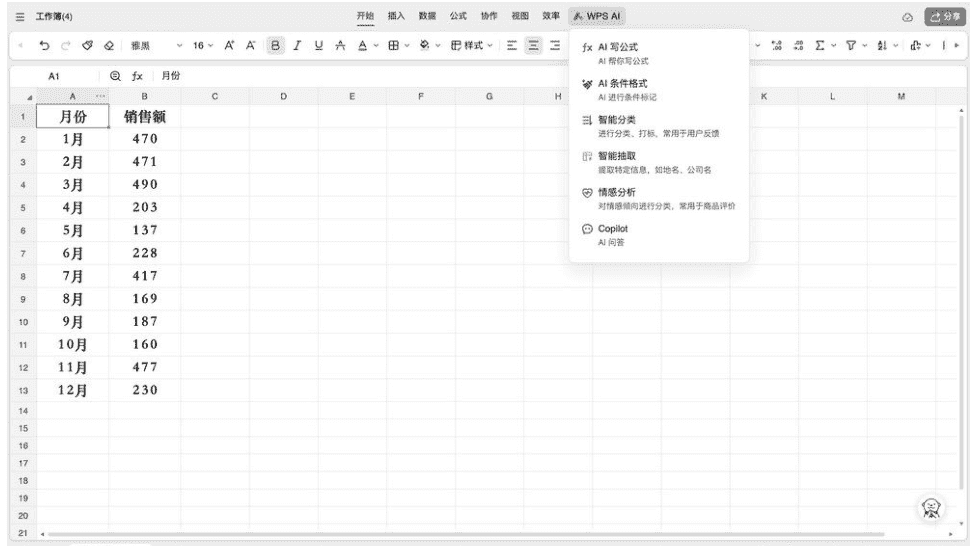 工作簿(4)
开始 插入 数据 公式 协作 视图 效率 WPS AI
分享
雅黑 16 A⁺ A⁻ B I U A A 样式
A1 fx 月份
A B C D E F G H K L M
1 月份 销售额
2 1月 470
3 2月 471
4 3月 490
5 4月 203
6 5月 137
7 6月 228
8 7月 417
9 8月 169
10 9月 187
11 10月 160
12 11月 477
13 12月 230
14
15
16
17
18
19
20
21
fx AI 写公式
AI 帮你写公式
AI 条件格式
AI 进行条件标记
智能分类
进行分类、打标，常用于用户反馈
智能抽取
提取特定信息，如地名、公司名
情感分析
对情感倾向进行分类，常用于商品评价
Copilot
AI 问答